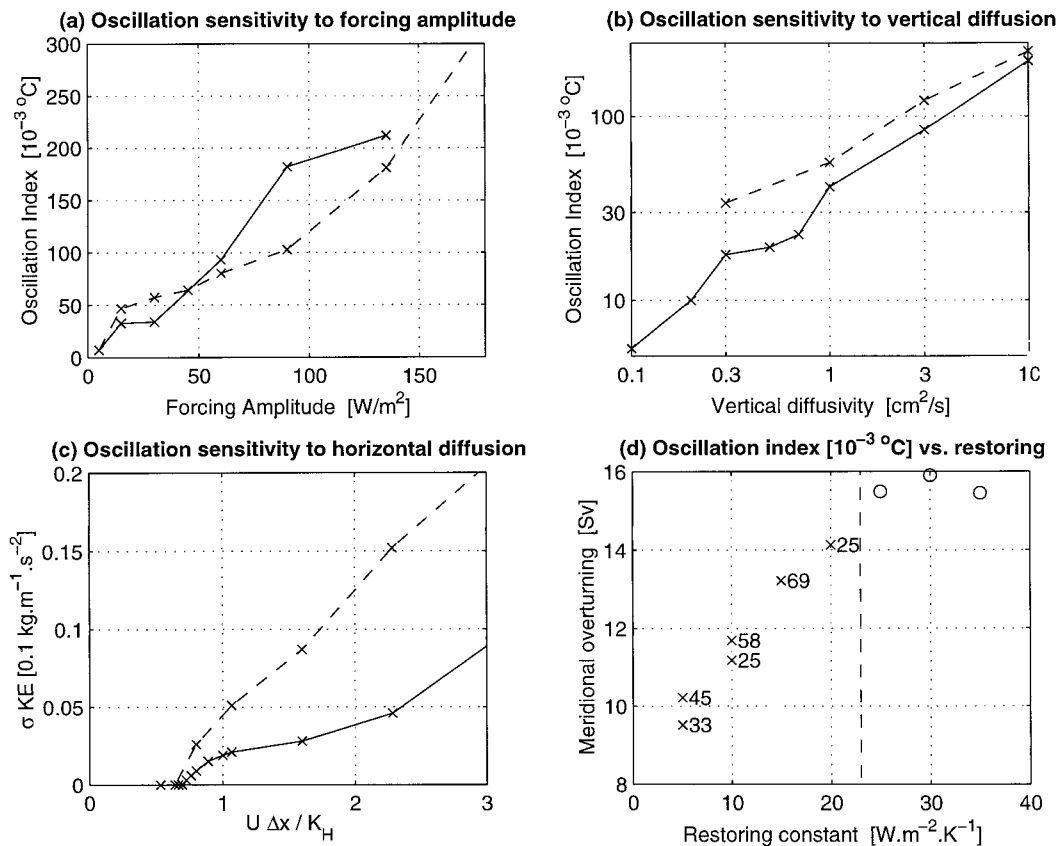 (a) Oscillation sensitivity to forcing amplitude
300
250
200
150
100
50
0
Oscillation Index [10⁻³ °C]
0 50 100 150
Forcing Amplitude [W/m²]
(b) Oscillation sensitivity to vertical diffusion
100
30
10
Oscillation Index [10⁻³ °C]
0.1 0.3 1 3 10
Vertical diffusivity [cm²/s]
(c) Oscillation sensitivity to horizontal diffusion
0.2
0.15
0.1
0.05
0
σ KE [0.1 kg.m⁻¹.s⁻²]
0 1 2 3
U Δx / K_H
(d) Oscillation index [10⁻³ °C] vs. restoring
16
14
12
10
8
Meridional overturning [Sv]
25
69
58
25
45
33
0 10 20 30 40
Restoring constant [W.m⁻².K⁻¹]